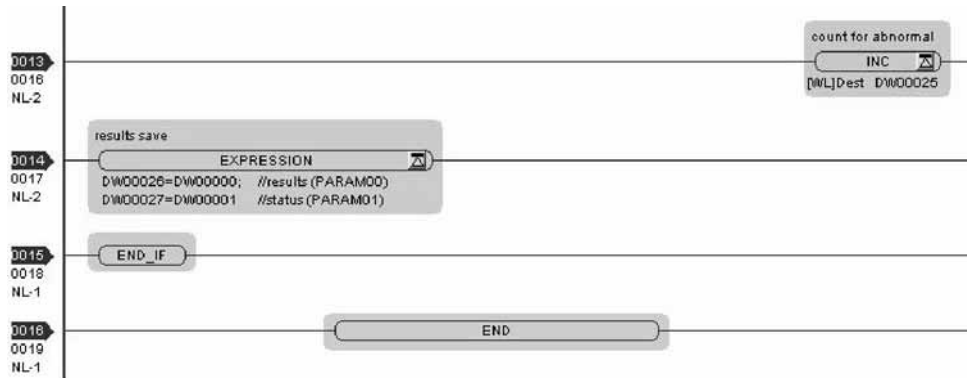 count for abnormal
0013
INC
0016
[WL]Dest DW00025
NL-2
results save
0014
EXPRESSION
0017
DW00026=DW00000; //results (PARAM00)
NL-2
DW00027=DW00001 //status (PARAM01)
0015
END_IF
0018
NL-1
0016
END
0019
NL-1